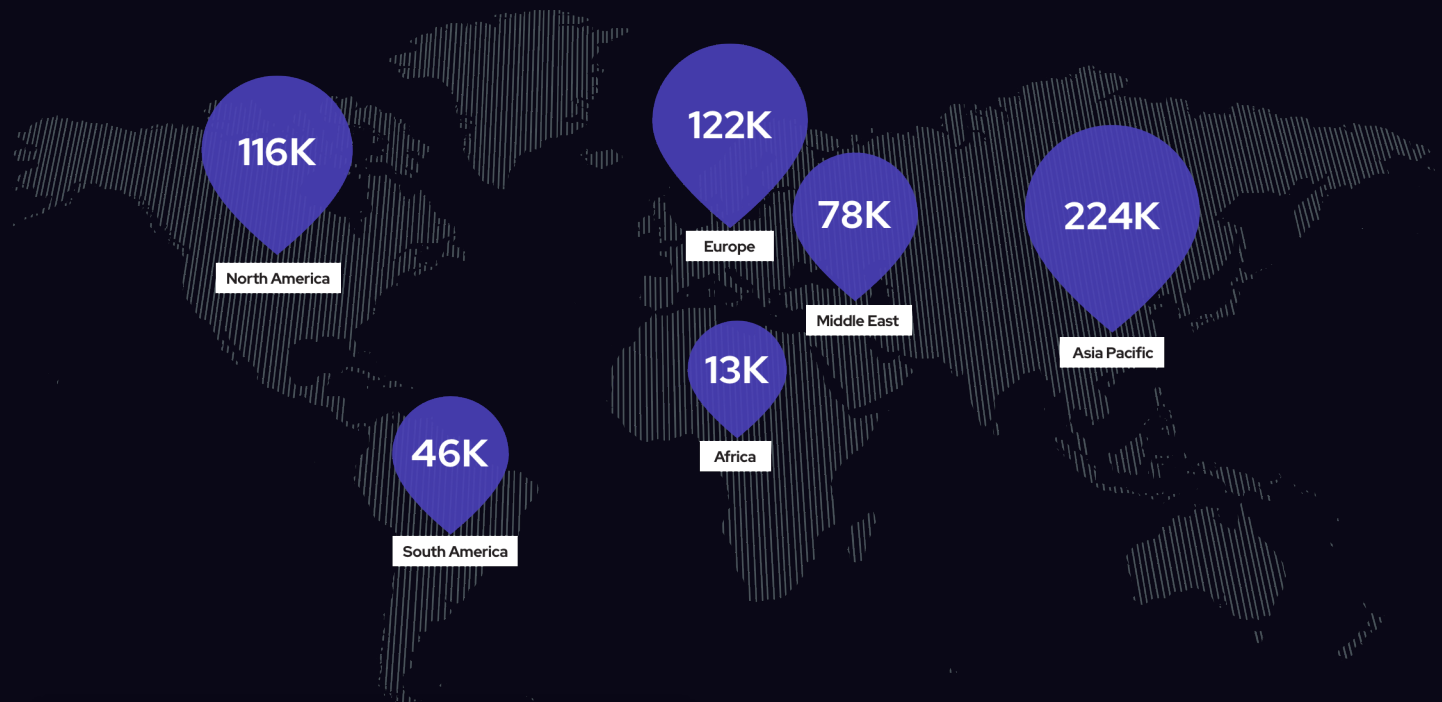 116K
North America
122K
Europe
78K
Middle East
224K
Asia Pacific
13K
Africa
46K
South America